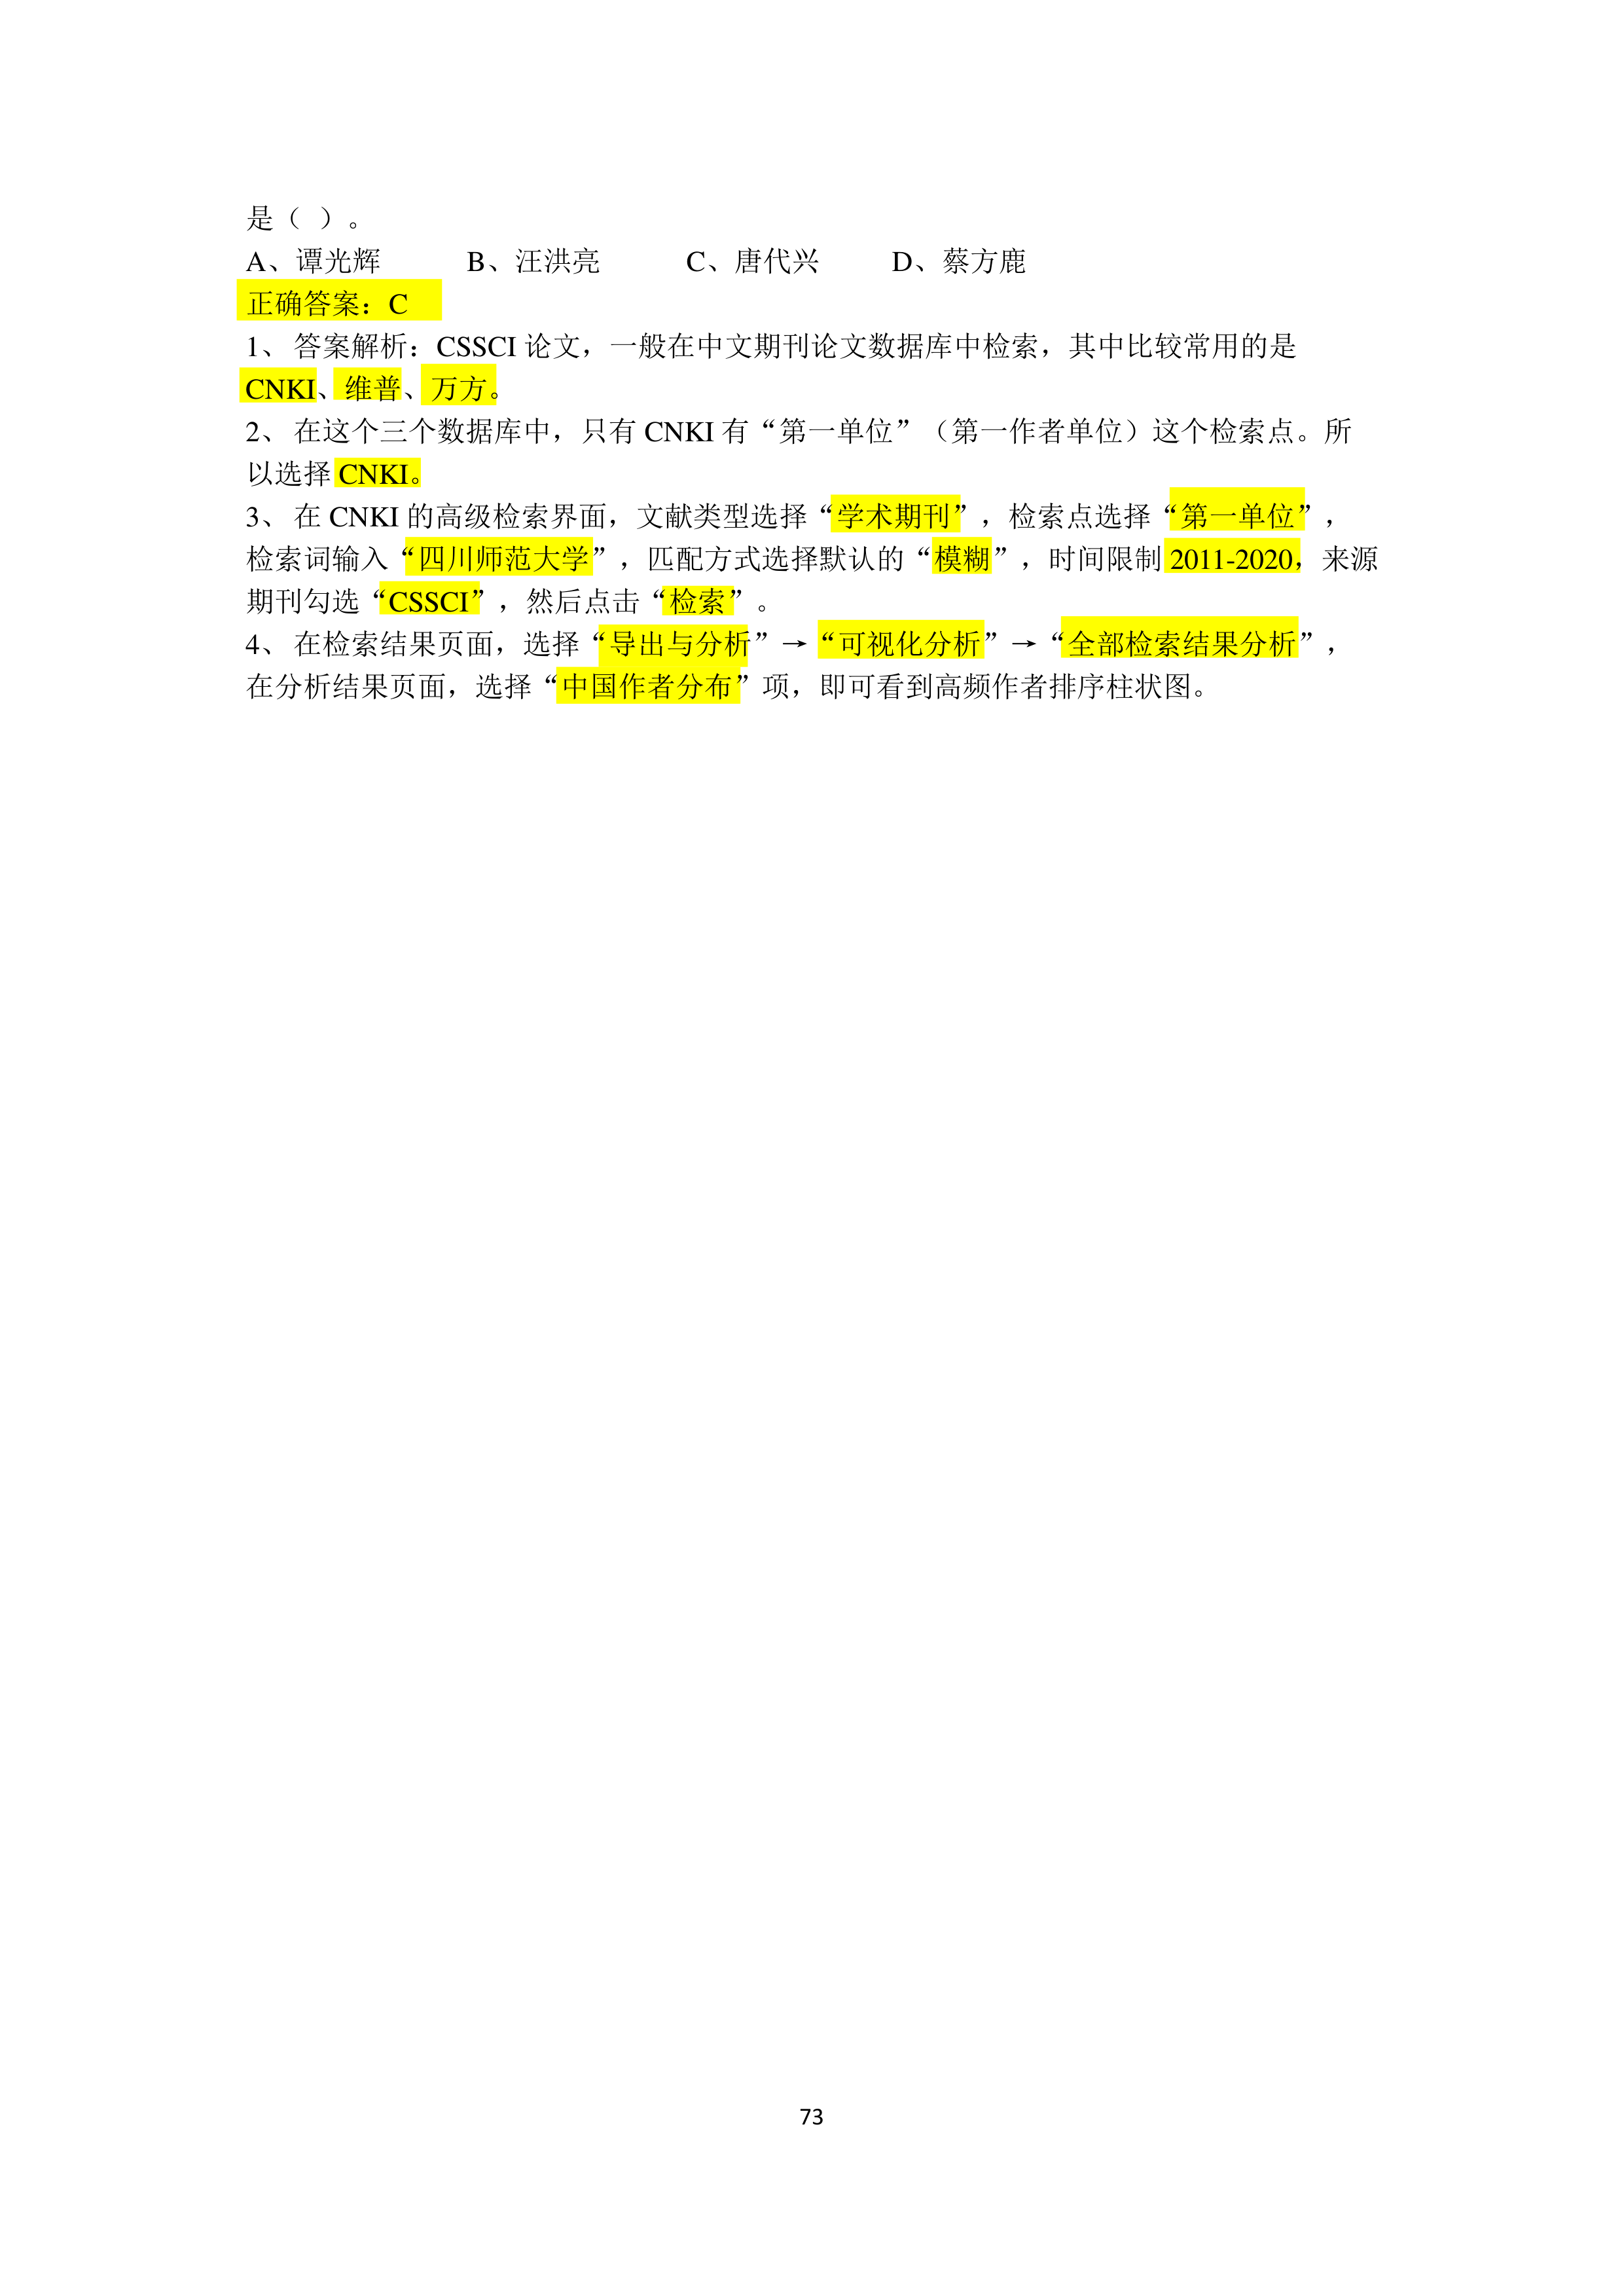 是（ ）。
A、谭光辉 B、汪洪亮 C、唐代兴 D、蔡方鹿
正确答案：C
1、 答案解析：CSSCI 论文，一般在中文期刊论文数据库中检索，其中比较常用的是
CNKI、维普、万方。
2、 在这个三个数据库中，只有 CNKI 有“第一单位”（第一作者单位）这个检索点。所
以选择 CNKI。
3、 在 CNKI 的高级检索界面，文献类型选择“学术期刊”，检索点选择“第一单位”，
检索词输入“四川师范大学”，匹配方式选择默认的“模糊”，时间限制 2011-2020，来源
期刊勾选“CSSCI”，然后点击“检索”。
4、 在检索结果页面，选择“导出与分析”→“可视化分析”→“全部检索结果分析”，
在分析结果页面，选择“中国作者分布”项，即可看到高频作者排序柱状图。
73